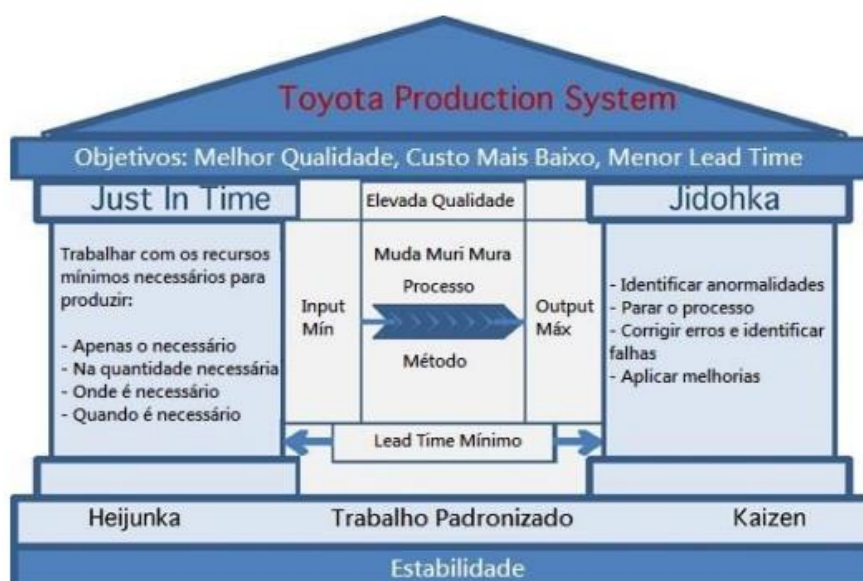 Toyota Production System
Objetivos: Melhor Qualidade, Custo Mais Baixo, Menor Lead Time
Just In Time
Trabalhar com os recursos
mínimos necessários para
produzir:
- Apenas o necessário
- Na quantidade necessária
- Onde é necessário
- Quando é necessário
Elevada Qualidade
Muda Muri Mura
Processo
Input
Mín
Output
Máx
Método
Lead Time Mínimo
Jidohka
- Identificar anormalidades
- Parar o processo
- Corrigir erros e identificar
falhas
- Aplicar melhorias
Heijunka
Trabalho Padronizado
Kaizen
Estabilidade